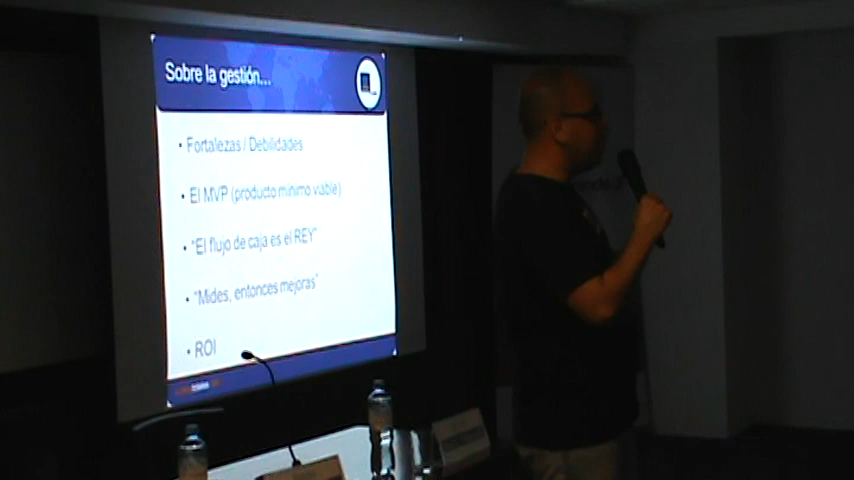 Sobre la gestión...
• Fortalezas / Debilidades
• El MVP (producto mínimo viable)
• "El flujo de caja es el REY"
• "Mides, entonces mejoras"
• ROI